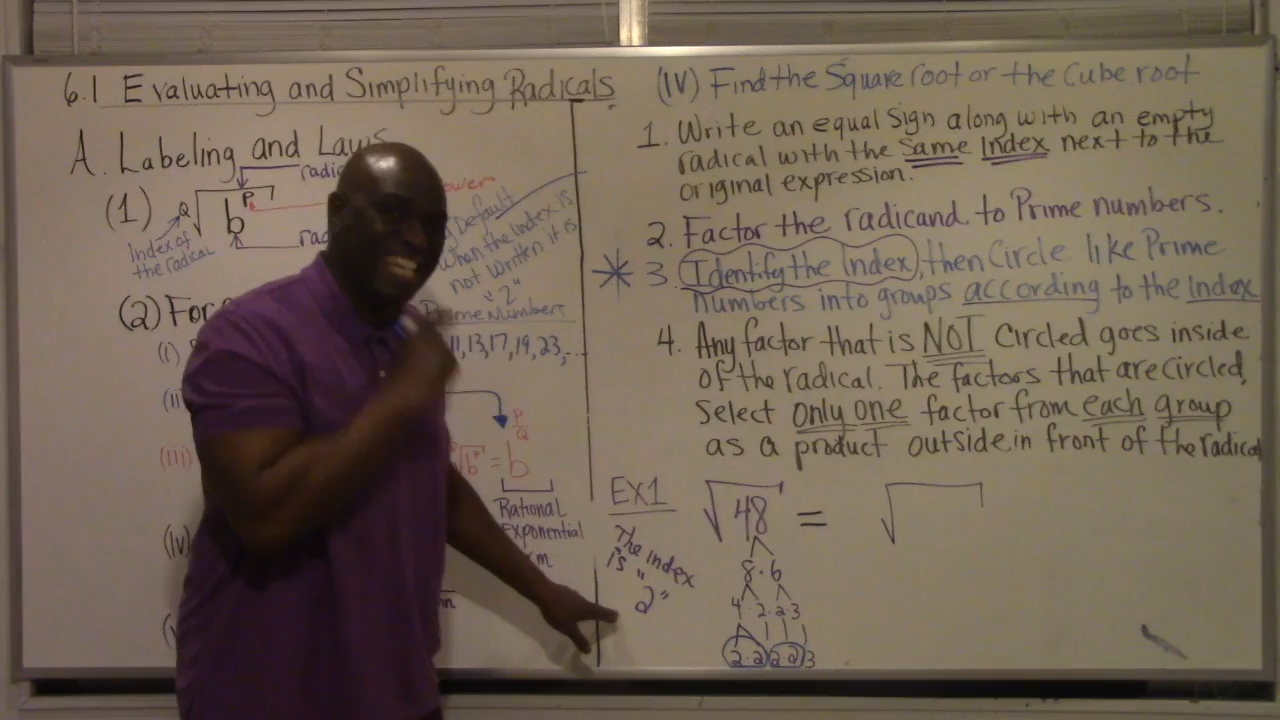 6.1 Evaluating and Simplifying Radicals
A. Labeling and Laws
(1) Q√ b P
Index of
the radical
Default
when the Index is
not written it is
"2"
Prime Numbers
11, 13, 17, 19, 23, ...
(2) For
(i)
(ii)
(iii)
= b P/Q
Rational
Exponential
(iv)
(IV) Find the Square root or the Cube root
1. Write an equal sign along with an empty
radical with the same Index next to the
original expression.
2. Factor the radicand to Prime numbers.
* 3. Identify the Index, then Circle like Prime
numbers into groups according to the Index
4. Any factor that is NOT Circled goes inside
of the radical. The factors that are circled,
Select only one factor from each group
as a product outside in front of the radical
EX1 √48 = √
The index
is "
2"
8·6
4·2·2·3
2·2 2·2 3